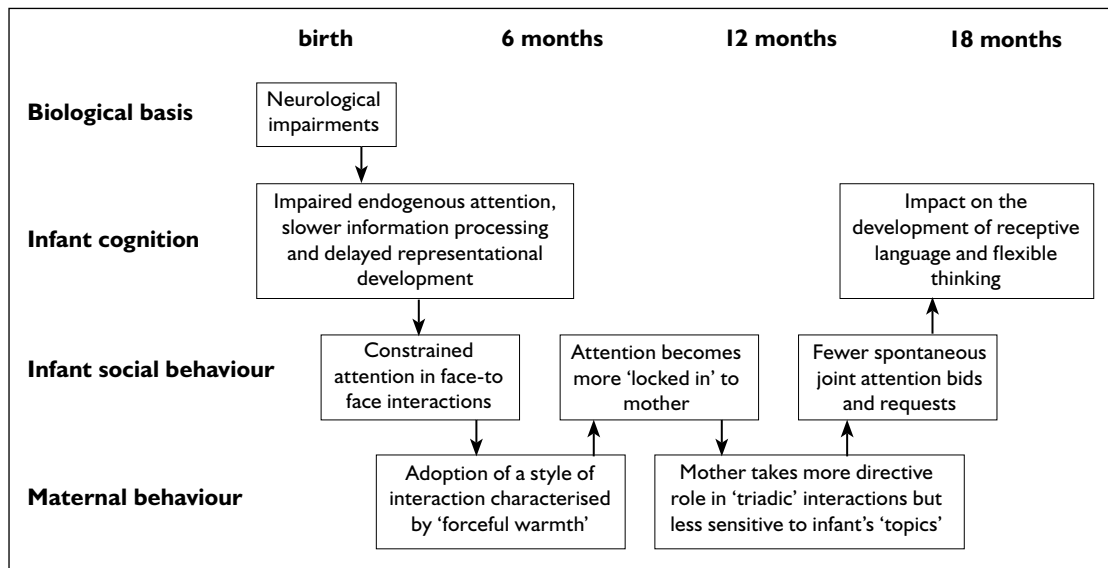 birth 6 months 12 months 18 months
Biological basis
Neurological
impairments
Infant cognition
Impaired endogenous attention,
slower information processing
and delayed representational
development
Impact on the
development of receptive
language and flexible
thinking
Infant social behaviour
Constrained
attention in face-to
face interactions
Attention becomes
more ‘locked in’ to
mother
Fewer spontaneous
joint attention bids
and requests
Maternal behaviour
Adoption of a style of
interaction characterised
by ‘forceful warmth’
Mother takes more directive
role in ‘triadic’ interactions but
less sensitive to infant’s ‘topics’